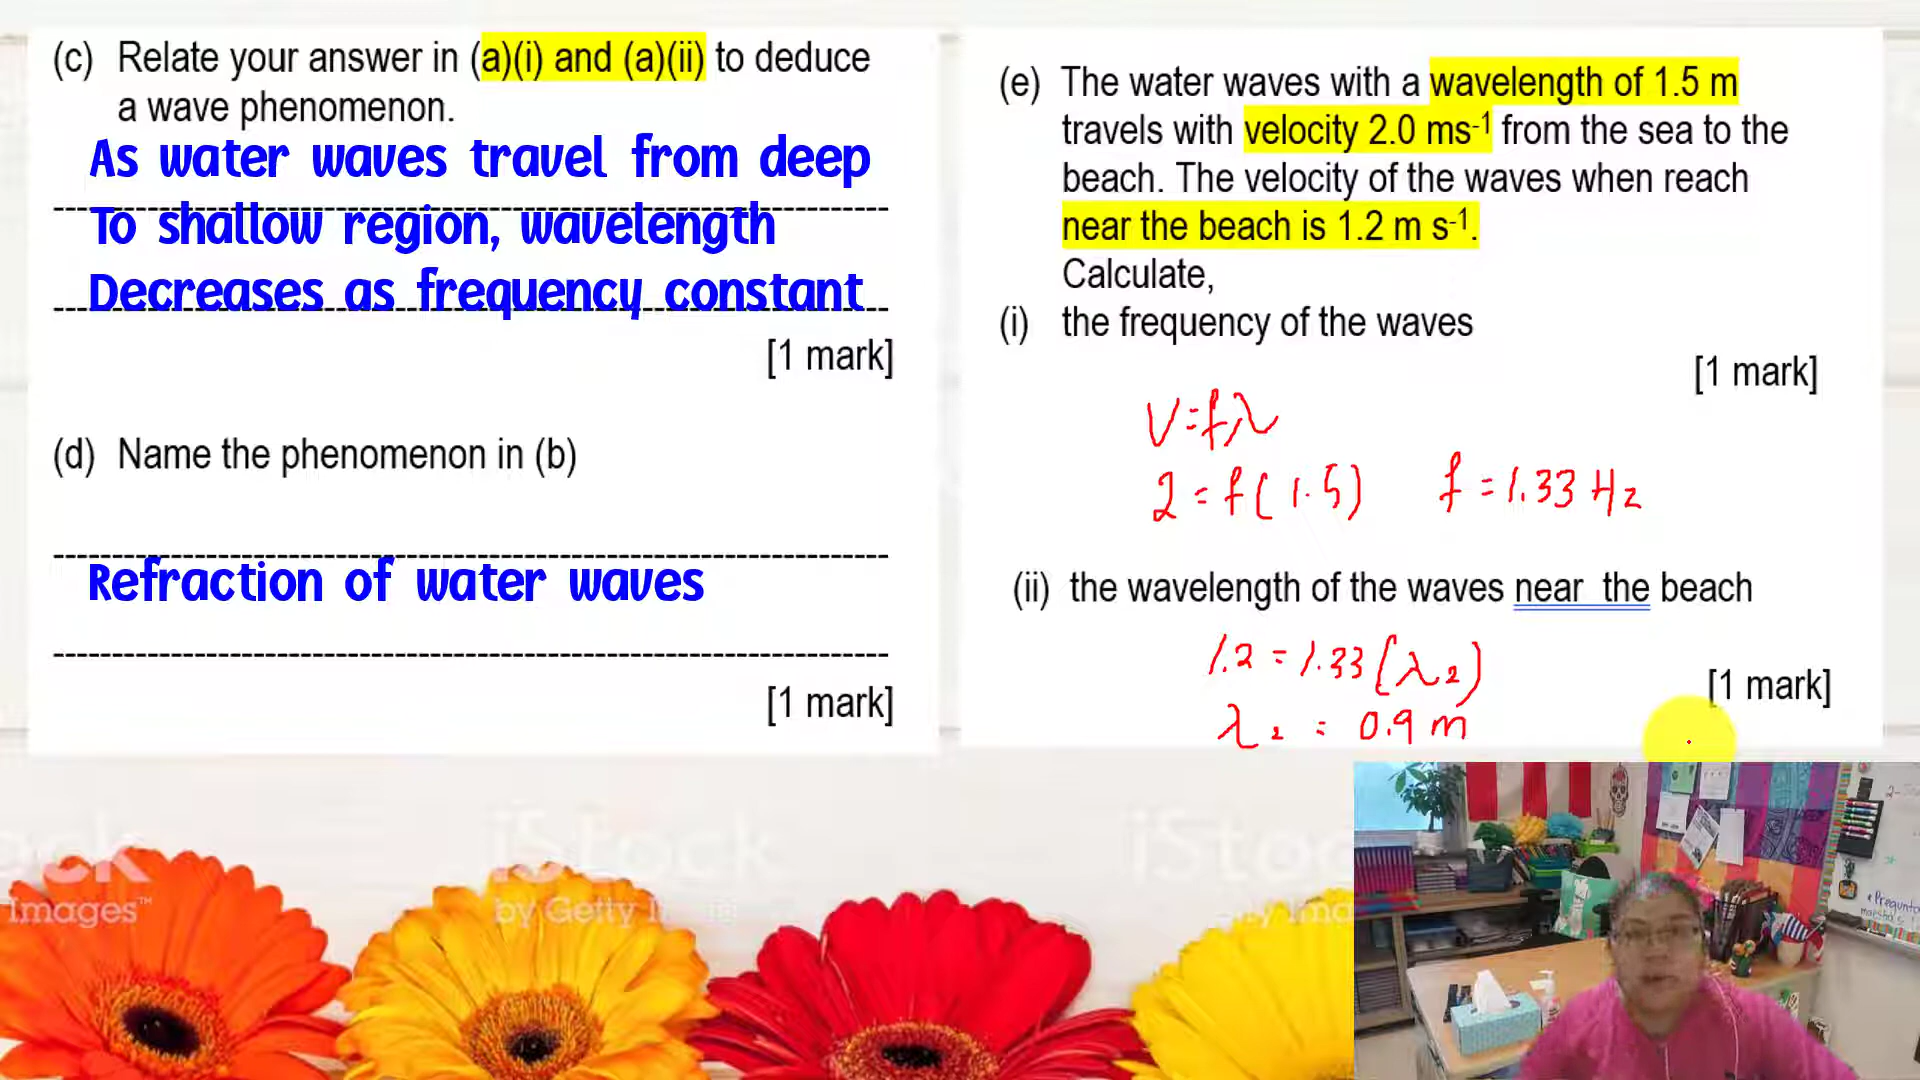 (c) Relate your answer in (a)(i) and (a)(ii) to deduce
a wave phenomenon.
As water waves travel from deep
To shallow region, wavelength
Decreases as frequency constant
[1 mark]
(d) Name the phenomenon in (b)
Refraction of water waves
[1 mark]
(e) The water waves with a wavelength of 1.5 m
travels with velocity 2.0 ms-1 from the sea to the
beach. The velocity of the waves when reach
near the beach is 1.2 m s-1.
Calculate,
(i) the frequency of the waves
[1 mark]
V = fλ
2 = f(1.5) f = 1.33 Hz
(ii) the wavelength of the waves near the beach
1.2 = 1.33(λ2)
[1 mark]
λ2 = 0.9 m
iStock
by Getty
Images™